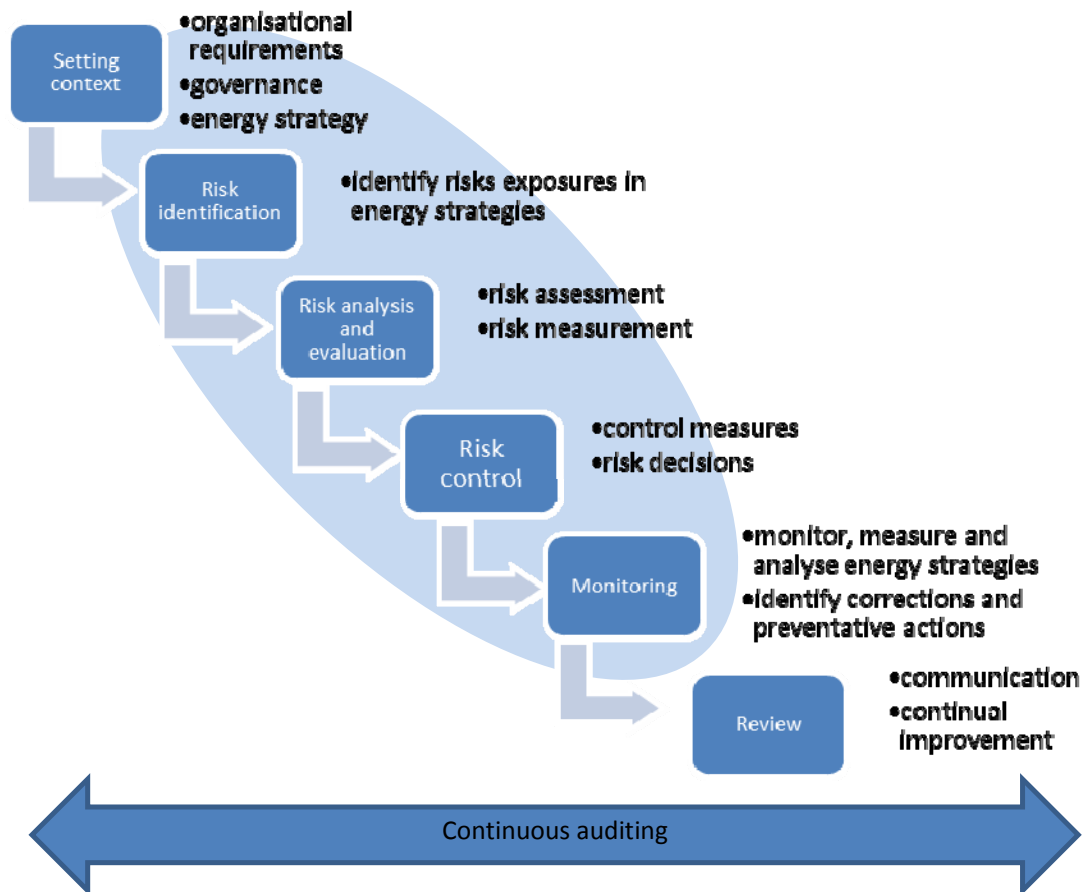 Setting
context
•organisational
requirements
•governance
•energy strategy
Risk
identification
•identify risks exposures in
energy strategies
Risk analysis
and
evaluation
•risk assessment
•risk measurement
Risk
control
•control measures
•risk decisions
Monitoring
•monitor, measure and
analyse energy strategies
•identify corrections and
preventative actions
Review
•communication
•continual
improvement
Continuous auditing